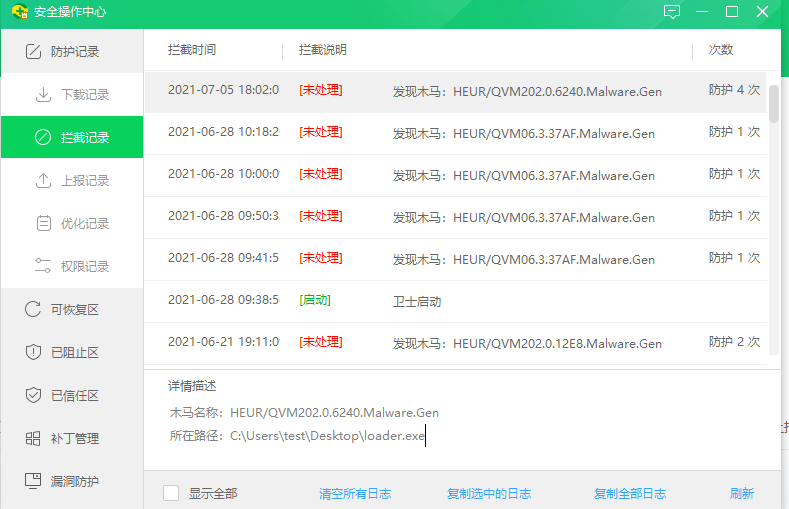 安全操作中心
防护记录
下载记录
拦截记录
上报记录
优化记录
权限记录
可恢复区
已阻止区
已信任区
补丁管理
漏洞防护
拦截时间 拦截说明 次数
2021-07-05 18:02:0 [未处理] 发现木马：HEUR/QVM202.0.6240.Malware.Gen 防护 4 次
2021-06-28 10:18:2 [未处理] 发现木马：HEUR/QVM06.3.37AF.Malware.Gen 防护 1 次
2021-06-28 10:00:0 [未处理] 发现木马：HEUR/QVM06.3.37AF.Malware.Gen 防护 1 次
2021-06-28 09:50:3 [未处理] 发现木马：HEUR/QVM06.3.37AF.Malware.Gen 防护 1 次
2021-06-28 09:41:5 [未处理] 发现木马：HEUR/QVM06.3.37AF.Malware.Gen 防护 1 次
2021-06-28 09:38:5 [启动] 卫士启动
2021-06-21 19:11:0 [未处理] 发现木马：HEUR/QVM202.0.12E8.Malware.Gen 防护 2 次
详情描述
木马名称：HEUR/QVM202.0.6240.Malware.Gen
所在路径：C:\Users\test\Desktop\loader.exe
显示全部 清空所有日志 复制选中的日志 复制全部日志 刷新